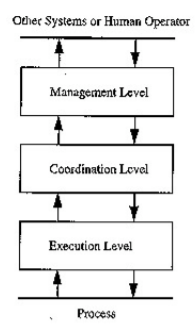 Other Systems or Human Operator
Management Level
Coordination Level
Execution Level
Process